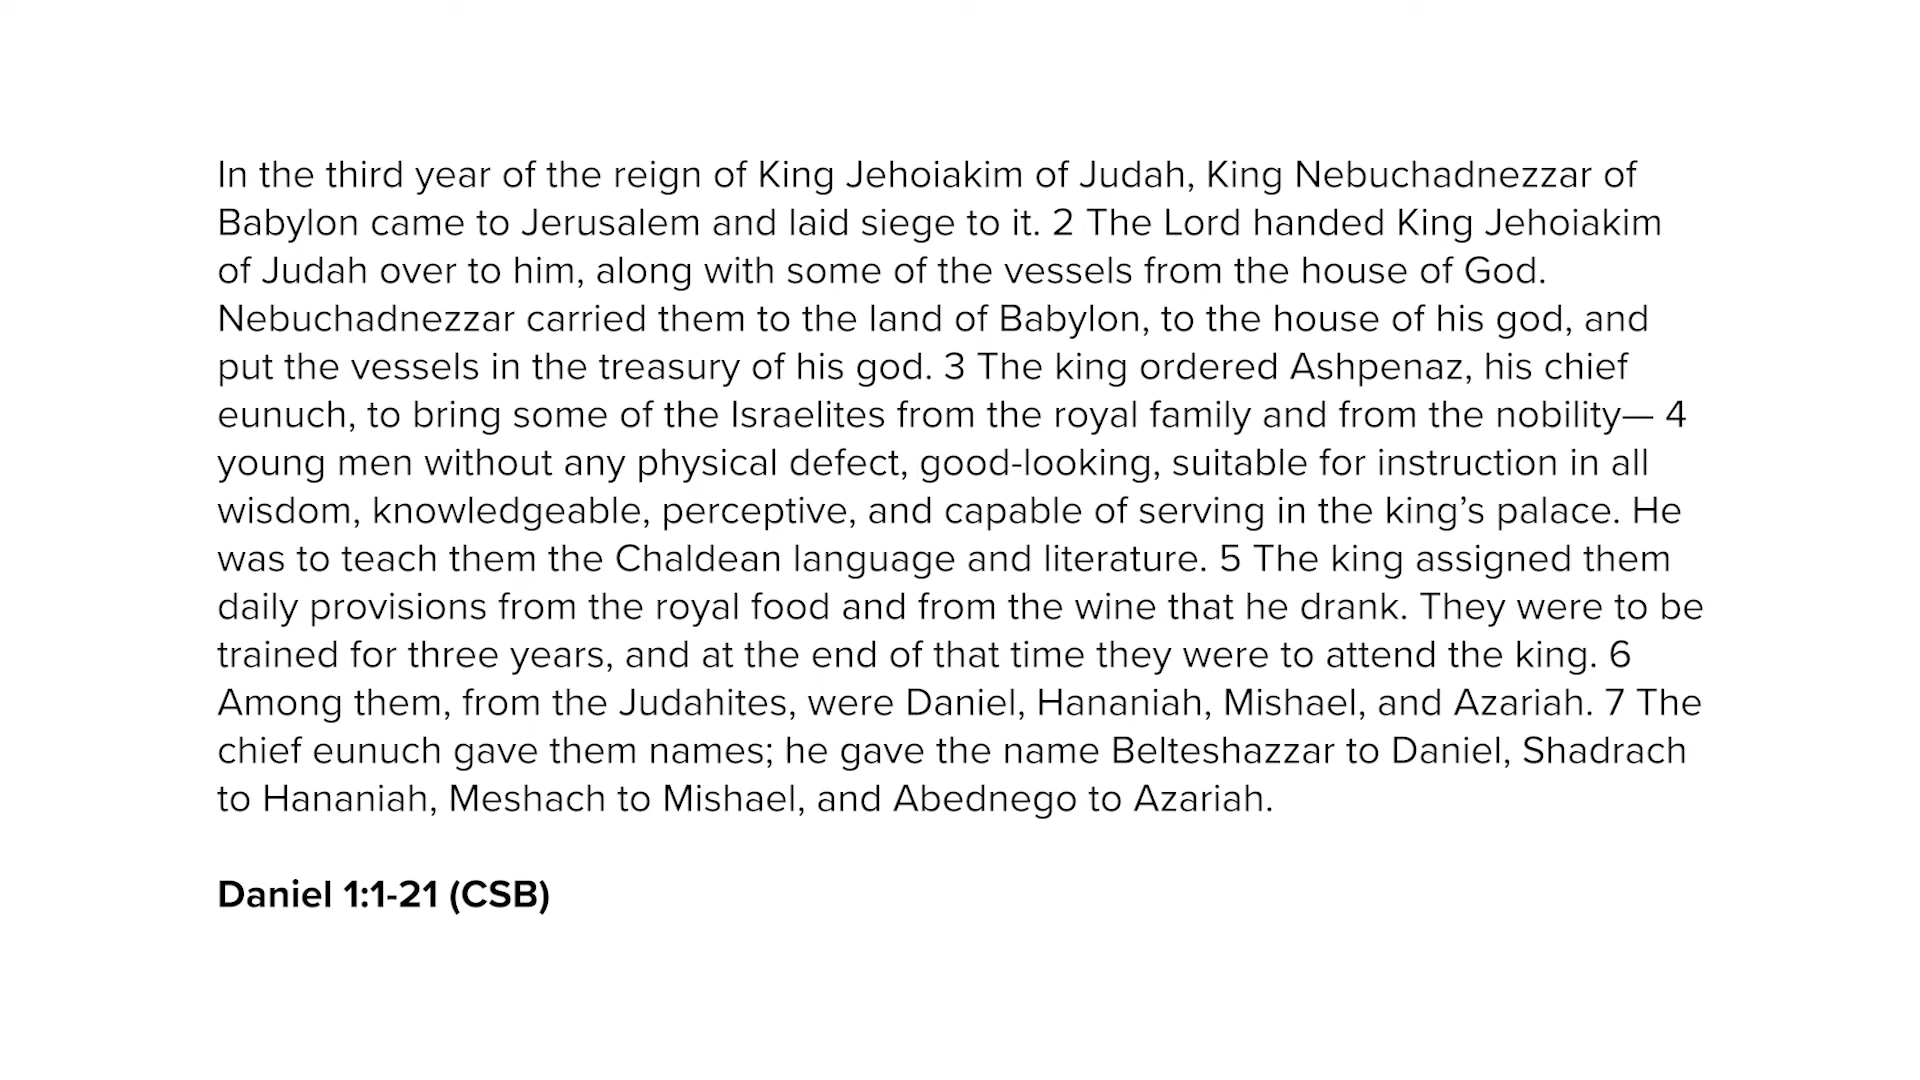 In the third year of the reign of King Jehoiakim of Judah, King Nebuchadnezzar of
Babylon came to Jerusalem and laid siege to it. 2 The Lord handed King Jehoiakim
of Judah over to him, along with some of the vessels from the house of God.
Nebuchadnezzar carried them to the land of Babylon, to the house of his god, and
put the vessels in the treasury of his god. 3 The king ordered Ashpenaz, his chief
eunuch, to bring some of the Israelites from the royal family and from the nobility— 4
young men without any physical defect, good-looking, suitable for instruction in all
wisdom, knowledgeable, perceptive, and capable of serving in the king’s palace. He
was to teach them the Chaldean language and literature. 5 The king assigned them
daily provisions from the royal food and from the wine that he drank. They were to be
trained for three years, and at the end of that time they were to attend the king. 6
Among them, from the Judahites, were Daniel, Hananiah, Mishael, and Azariah. 7 The
chief eunuch gave them names; he gave the name Belteshazzar to Daniel, Shadrach
to Hananiah, Meshach to Mishael, and Abednego to Azariah.
Daniel 1:1-21 (CSB)